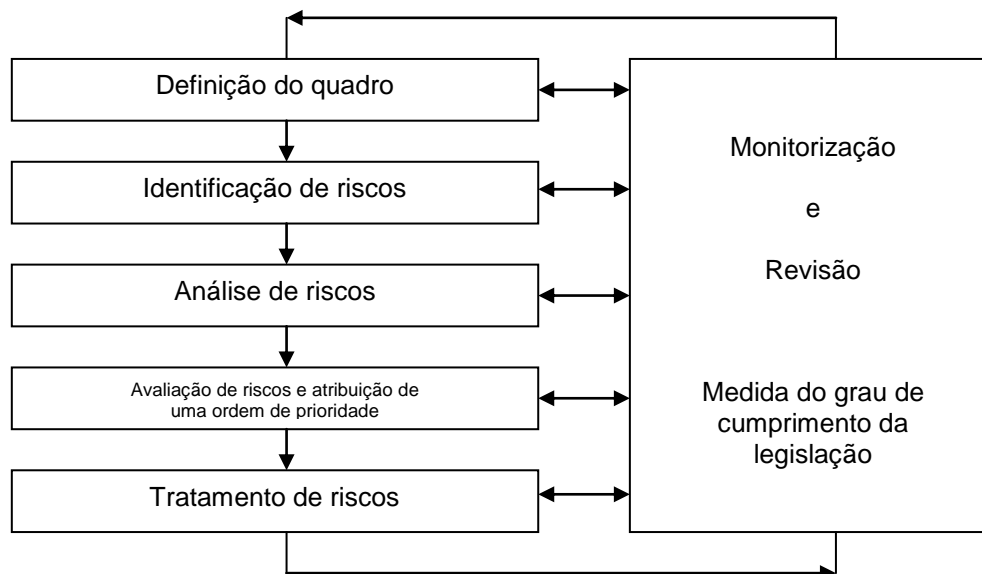 Definição do quadro
Identificação de riscos
Análise de riscos
Avaliação de riscos e atribuição de
uma ordem de prioridade
Tratamento de riscos
Monitorização
e
Revisão
Medida do grau de
cumprimento da
legislação